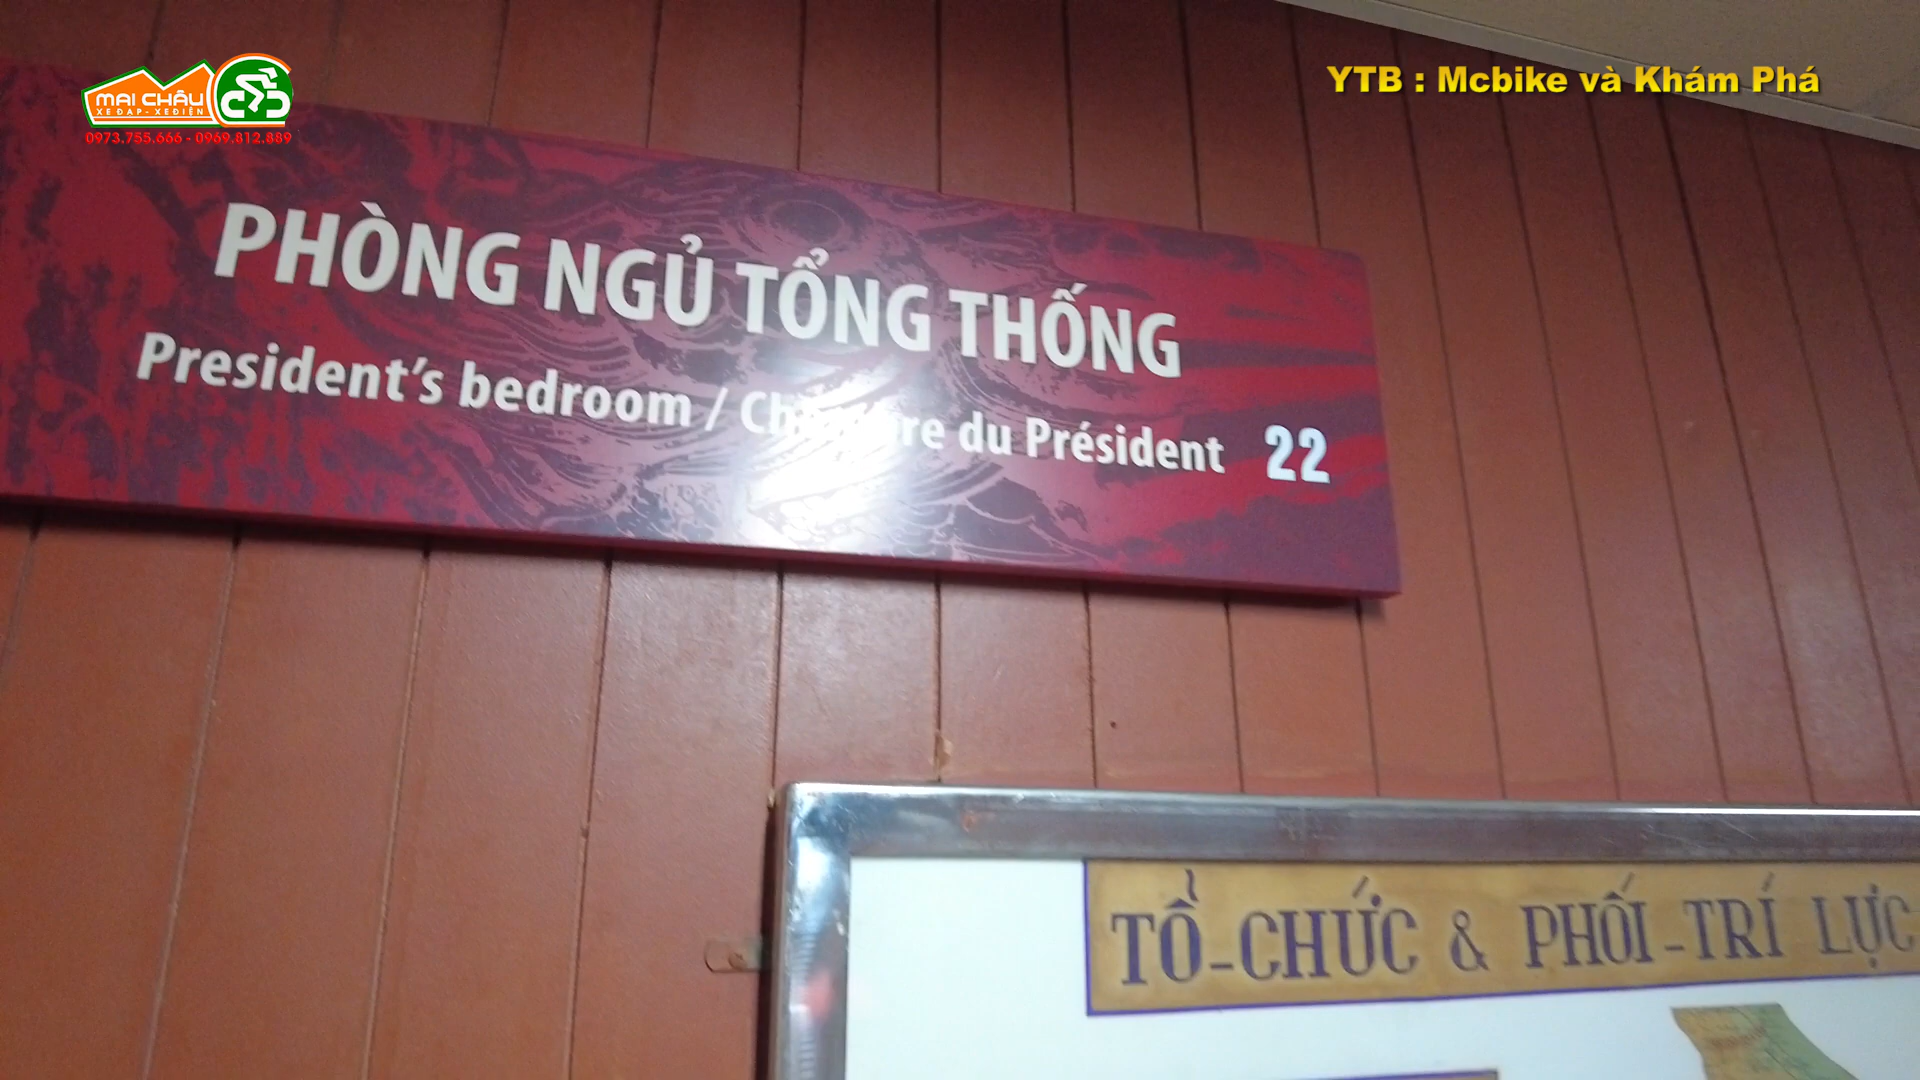 MAI CHÂU
XE ĐẠP - XE ĐIỆN
0973.755.666 - 0969.812.889
YTB : Mcbike và Khám Phá
PHÒNG NGỦ TỔNG THỐNG
President's bedroom / Chambre du Président 22
TỔ-CHỨC & PHỐI-TRÍ LỰC